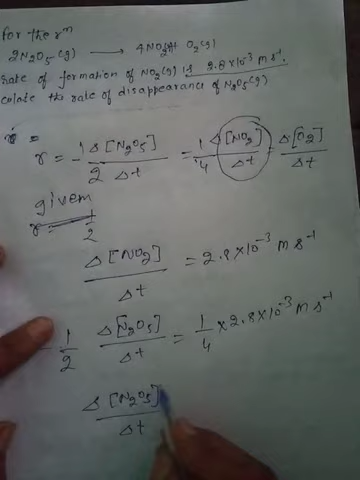 For the rxn
2N2O5(g) → 4NO2(g)+ O2(g)
rate of formation of NO2(g) is 2.8×10⁻³ M s⁻¹.
culate the rate of disappearance of N2O5(g)
r = -1/2 Δ[N2O5]/Δt = 1/4 Δ[NO2]/Δt = Δ[O2]/Δt
given
Δ[NO2]/Δt = 2.8×10⁻³ M s⁻¹
-1/2 Δ[N2O5]/Δt = 1/4 × 2.8×10⁻³ M s⁻¹
Δ[N2O5]/Δt